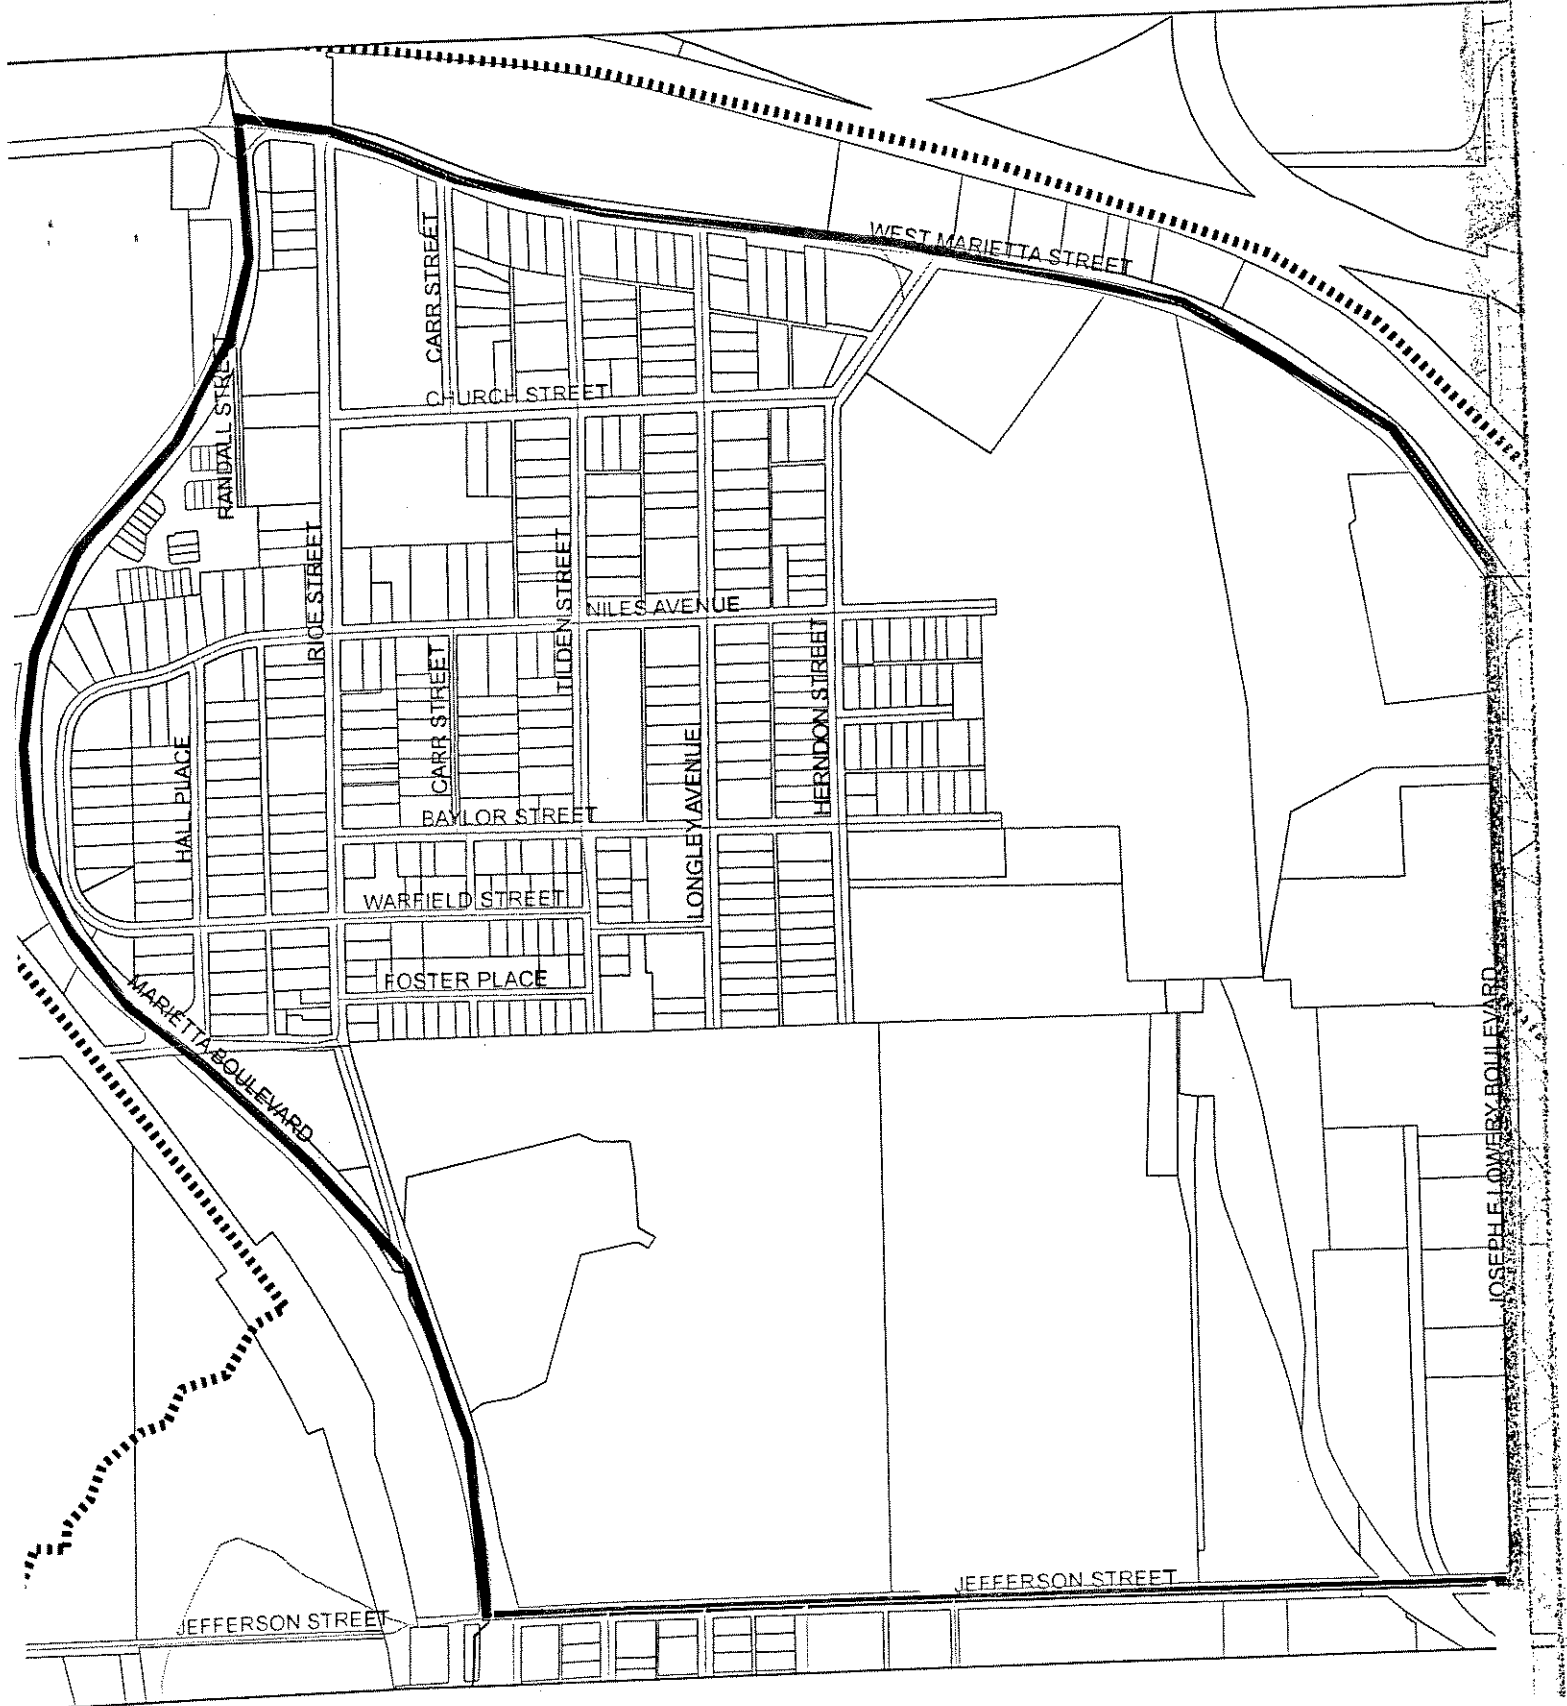 WEST MARIETTA STREET
CARR STREET
RANDALL STREET
CHURCH STREET
RICE STREET
TILDEN STREET
NILES AVENUE
HERNDON STREET
CARR STREET
HALL PLACE
LONGLEY AVENUE
BAYLOR STREET
WARFIELD STREET
FOSTER PLACE
MARIETTA BOULEVARD
JOSEPH E LOWERY BOULEVARD
JEFFERSON STREET
JEFFERSON STREET